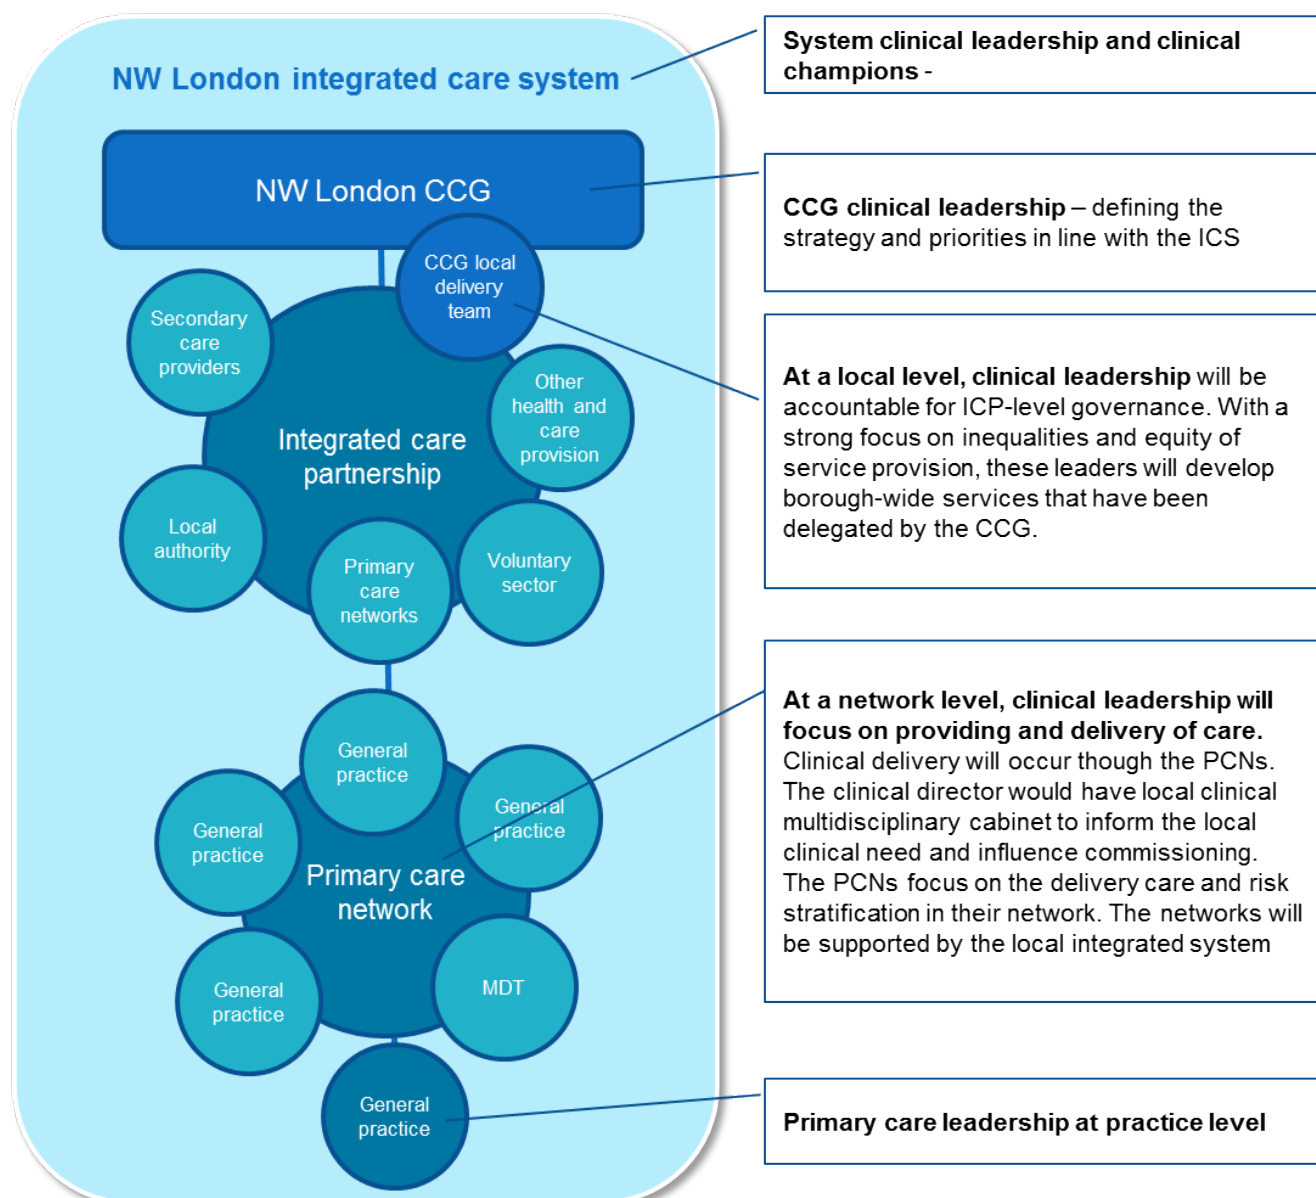 NW London integrated care system
System clinical leadership and clinical
champions -
NW London CCG
CCG clinical leadership – defining the
strategy and priorities in line with the ICS
CCG local
delivery
team
Secondary
care
providers
Other
health and
care
provision
Integrated care
partnership
Local
authority
Primary
care
networks
Voluntary
sector
At a local level, clinical leadership will be
accountable for ICP-level governance. With a
strong focus on inequalities and equity of
service provision, these leaders will develop
borough-wide services that have been
delegated by the CCG.
General
practice
General
practice
General
practice
Primary care
network
General
practice
MDT
At a network level, clinical leadership will
focus on providing and delivery of care.
Clinical delivery will occur though the PCNs.
The clinical director would have local clinical
multidisciplinary cabinet to inform the local
clinical need and influence commissioning.
The PCNs focus on the delivery care and risk
stratification in their network. The networks will
be supported by the local integrated system
General
practice
Primary care leadership at practice level